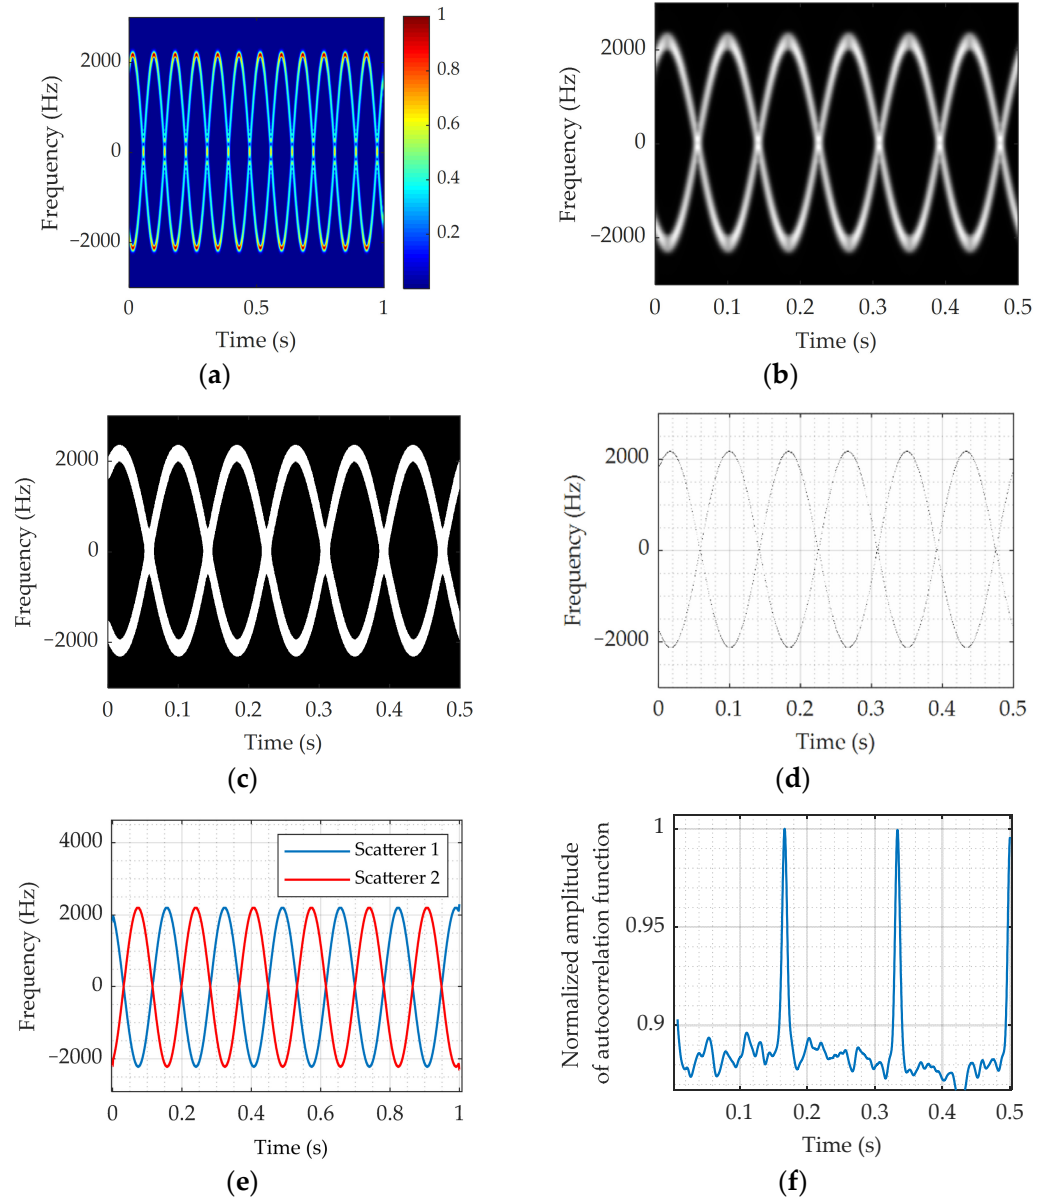 1
2000
0.8
Frequency (Hz)
0.6
0
0.4
−2000
0.2
0
0.5
1
Time (s)
(a)
2000
Frequency (Hz)
0
−2000
0
0.1
0.2
0.3
0.4
0.5
Time (s)
(b)
2000
Frequency (Hz)
0
−2000
0
0.1
0.2
0.3
0.4
0.5
Time (s)
(c)
2000
Frequency (Hz)
0
−2000
0
0.1
0.2
0.3
0.4
0.5
Time (s)
(d)
4000
Scatterer 1
Scatterer 2
2000
Frequency (Hz)
0
−2000
0
0.2
0.4
0.6
0.8
1
Time (s)
(e)
1
Normalized amplitude
of autocorrelation function
0.95
0.9
0.1
0.2
0.3
0.4
0.5
Time (s)
(f)